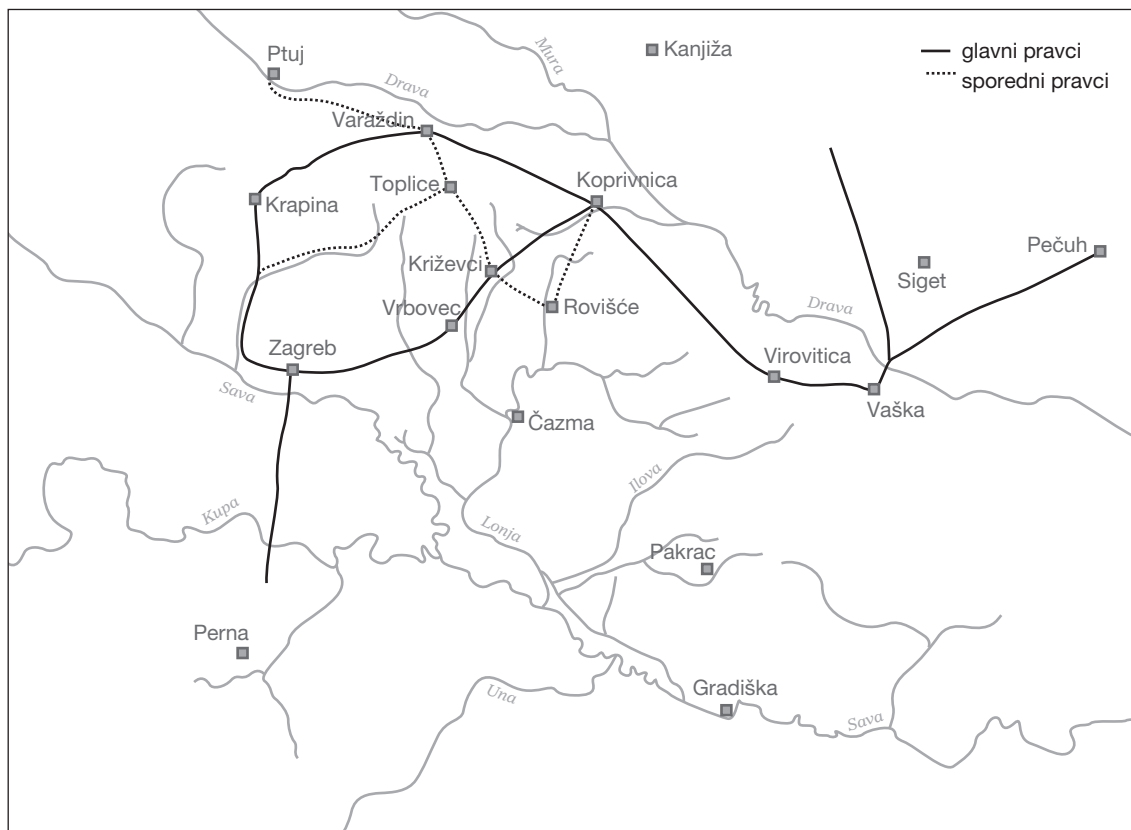 Ptuj
Kanjiža
glavni pravci
sporedni pravci
Mura
Drava
Varaždin
Toplice
Koprivnica
Krapina
Pečuh
Siget
Križevci
Vrbovec
Rovišće
Drava
Zagreb
Virovitica
Vaška
Sava
Čazma
Ilova
Kupa
Lonja
Pakrac
Perna
Una
Gradiška
Sava